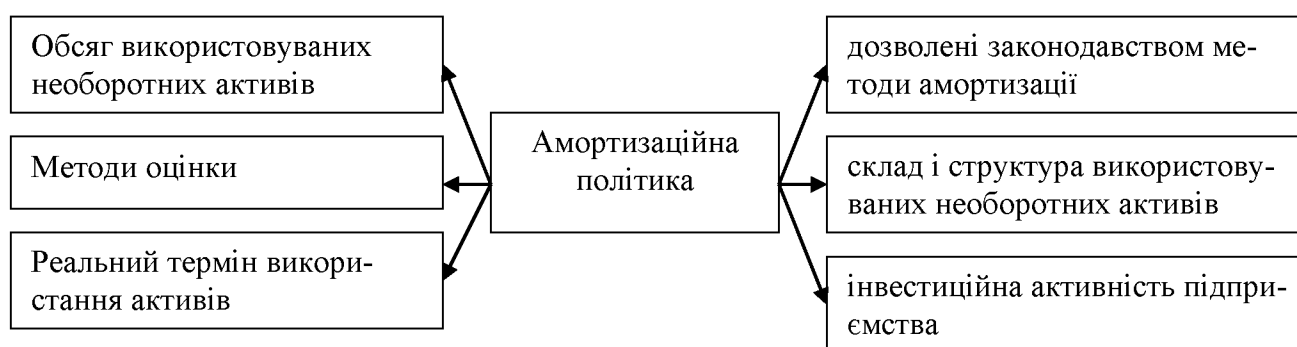 Обсяг використовуваних
необоротних активів
Методи оцінки
Реальний термін викори-
стання активів
Амортизаційна
політика
дозволені законодавством ме-
тоди амортизації
склад і структура використову-
ваних необоротних активів
інвестиційна активність підпри-
ємства